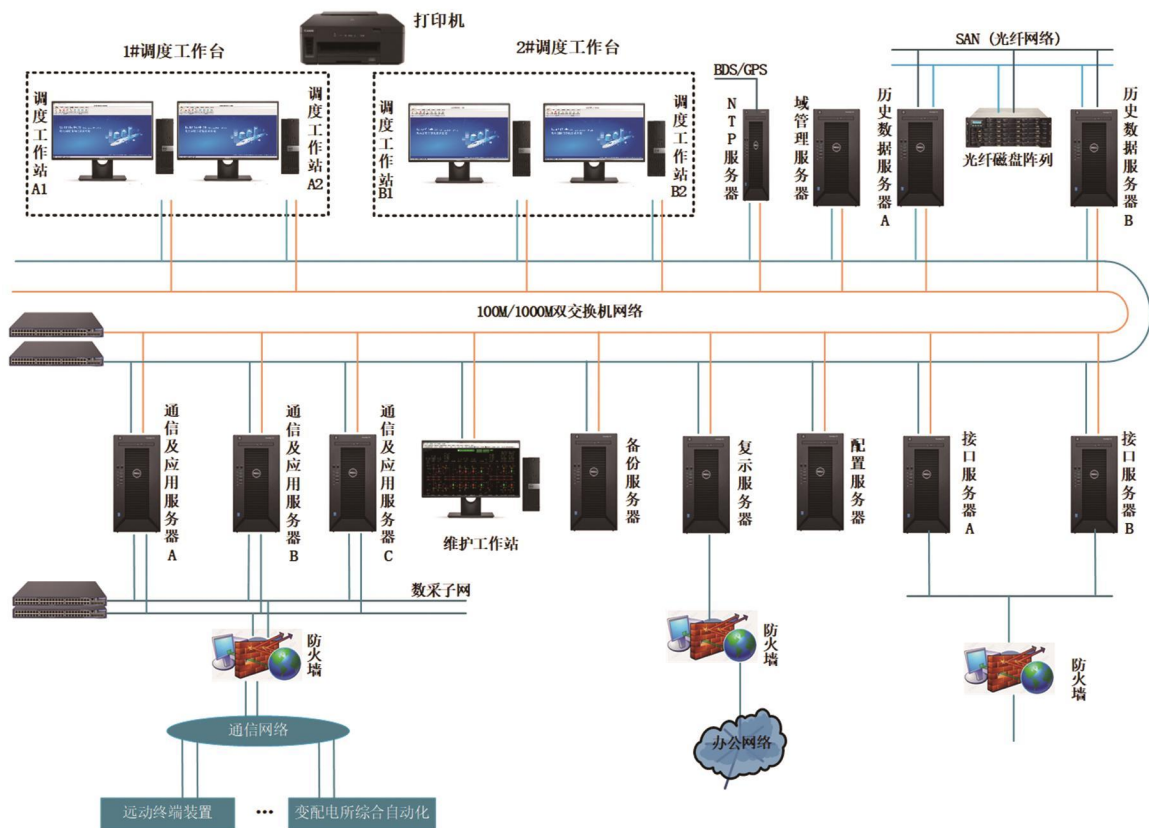 打印机
1#调度工作台
2#调度工作台
SAN (光纤网络)
BDS/GPS
调度工作站A1
调度工作站A2
调度工作站B1
调度工作站B2
NTP服务器
域管理服务器
历史数据服务器A
光纤磁盘阵列
历史数据服务器B
100M/1000M双交换机网络
通信及应用服务器A
通信及应用服务器B
通信及应用服务器C
维护工作站
备份服务器
复示服务器
配置服务器
接口服务器A
接口服务器B
数采子网
防火墙
防火墙
防火墙
通信网络
办公网络
远动终端装置
...
变配电所综合自动化